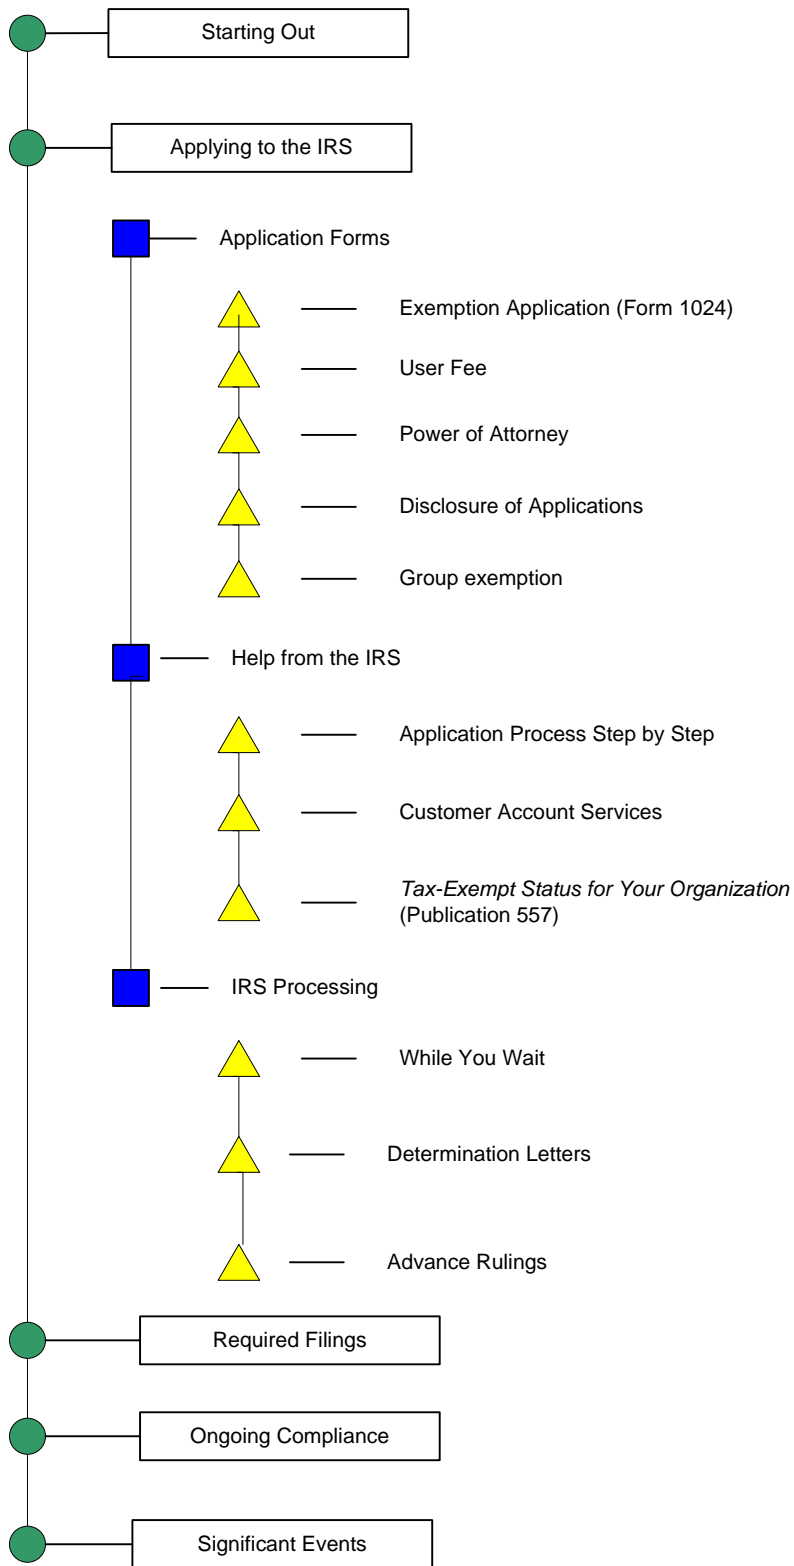 Starting Out
Applying to the IRS
Application Forms
Exemption Application (Form 1024)
User Fee
Power of Attorney
Disclosure of Applications
Group exemption
Help from the IRS
Application Process Step by Step
Customer Account Services
Tax-Exempt Status for Your Organization
(Publication 557)
IRS Processing
While You Wait
Determination Letters
Advance Rulings
Required Filings
Ongoing Compliance
Significant Events